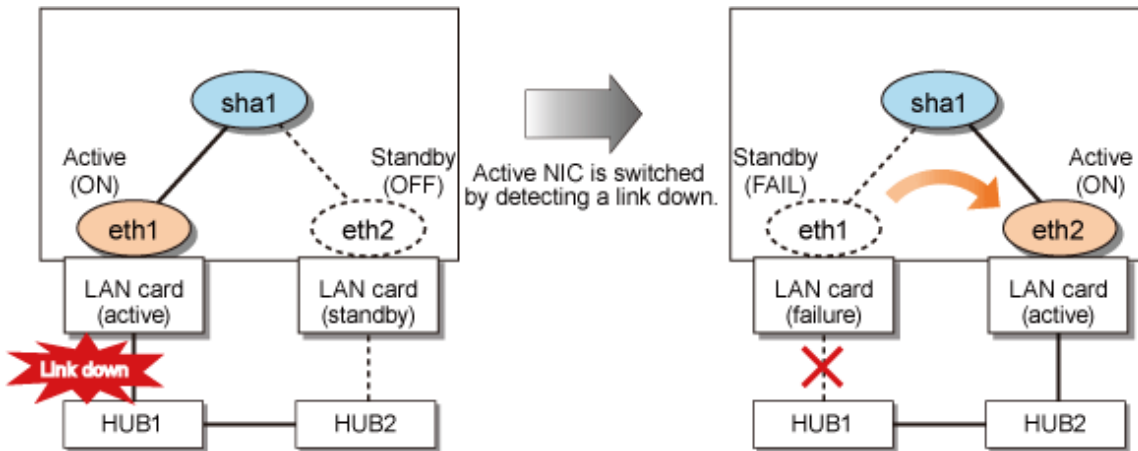 sha1
Active
(ON)
Standby
(OFF)
eth1
eth2
LAN card
(active)
LAN card
(standby)
Link down
HUB1
HUB2
Active NIC is switched
by detecting a link down.
sha1
Standby
(FAIL)
Active
(ON)
eth1
eth2
LAN card
(failure)
LAN card
(active)
HUB1
HUB2